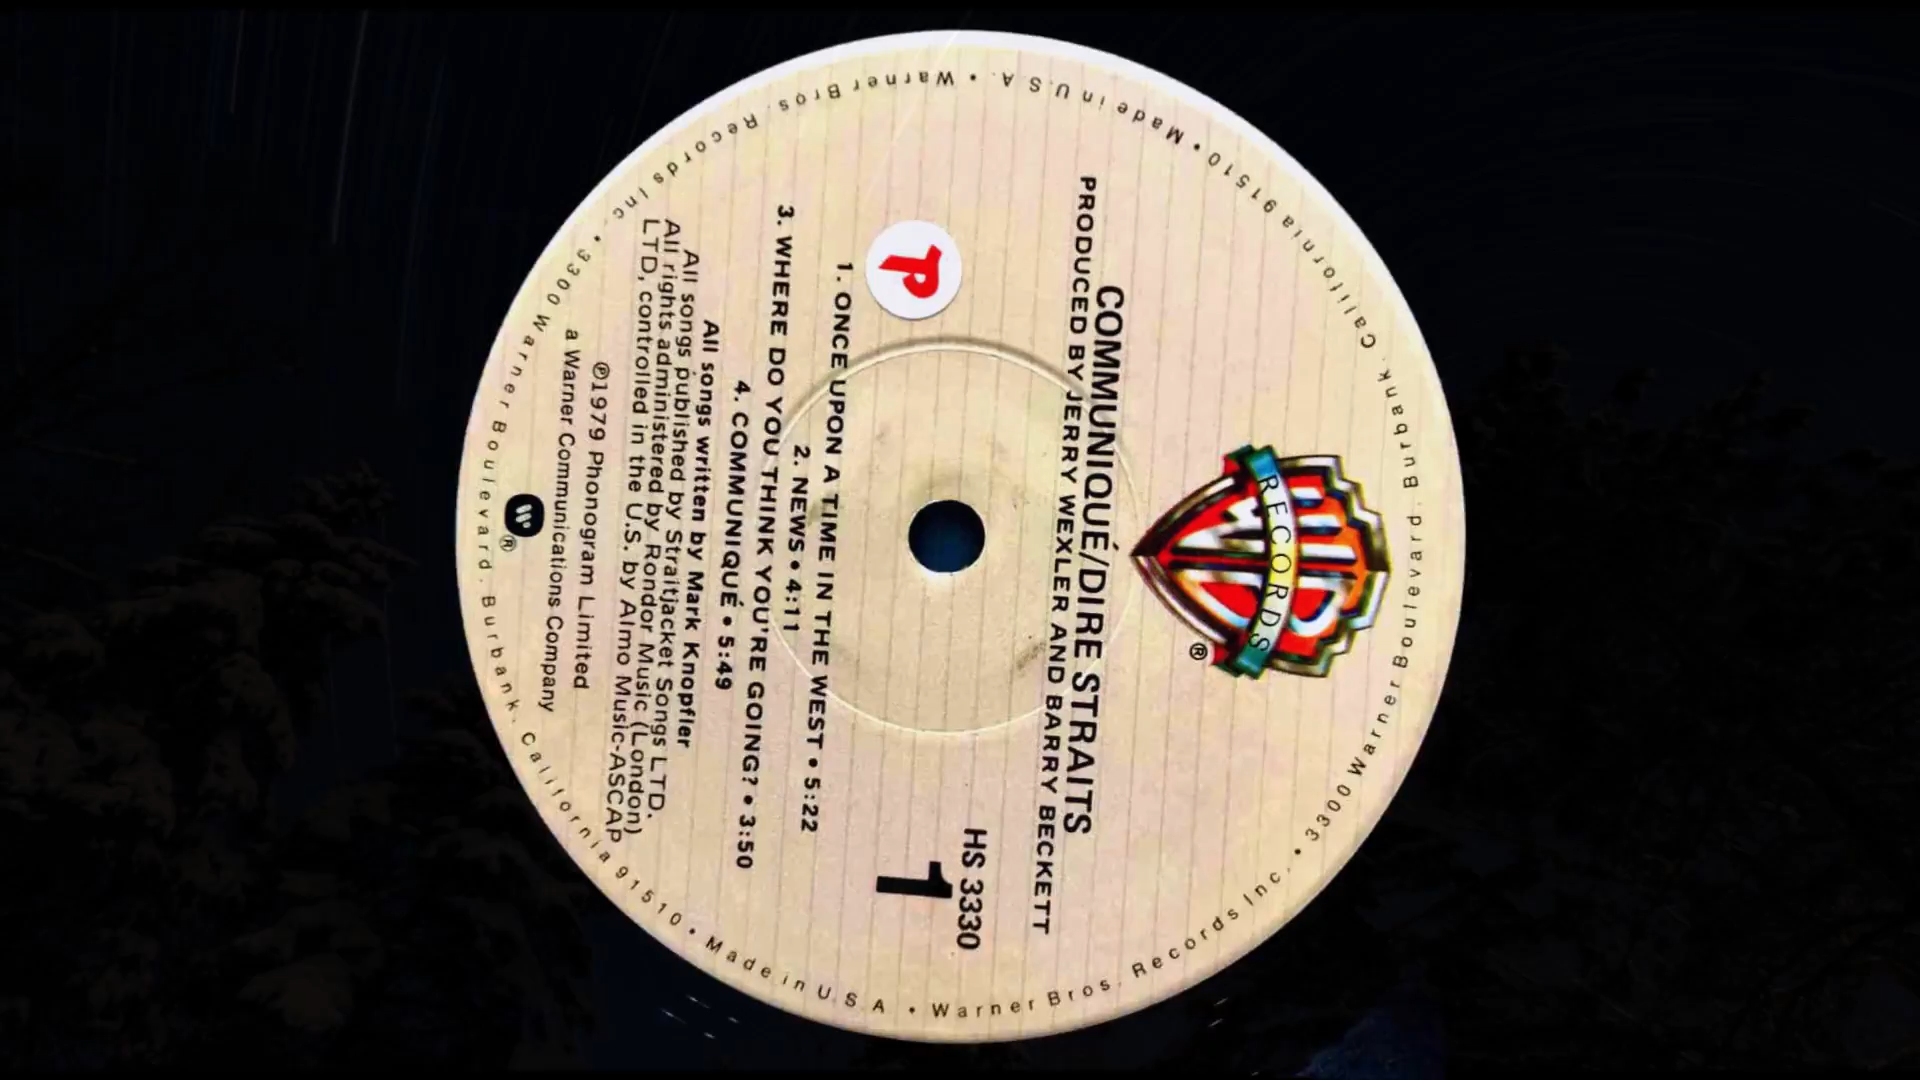 RECORDS
®
COMMUNIQUÉ/DIRE STRAITS
PRODUCED BY JERRY WEXLER AND BARRY BECKETT
HS 3330
1
P
1. ONCE UPON A TIME IN THE WEST • 5:22
2. NEWS • 4:11
3. WHERE DO YOU THINK YOU'RE GOING? • 3:50
4. COMMUNIQUÉ • 5:49
All songs written by Mark Knopfler
All songs published by Straitjacket Songs LTD.
All rights administered by Rondor Music (London)
LTD, controlled in the U.S. by Almo Music-ASCAP
℗1979 Phonogram Limited
a Warner Communications Company
®
Warner Bros. Records Inc. • 3300 Warner Boulevard. Burbank. California 91510 • Made in U.S.A. • Warner Bros. Records Inc. • 3300 Warner Boulevard. Burbank. California 91510 • Made in U.S.A •